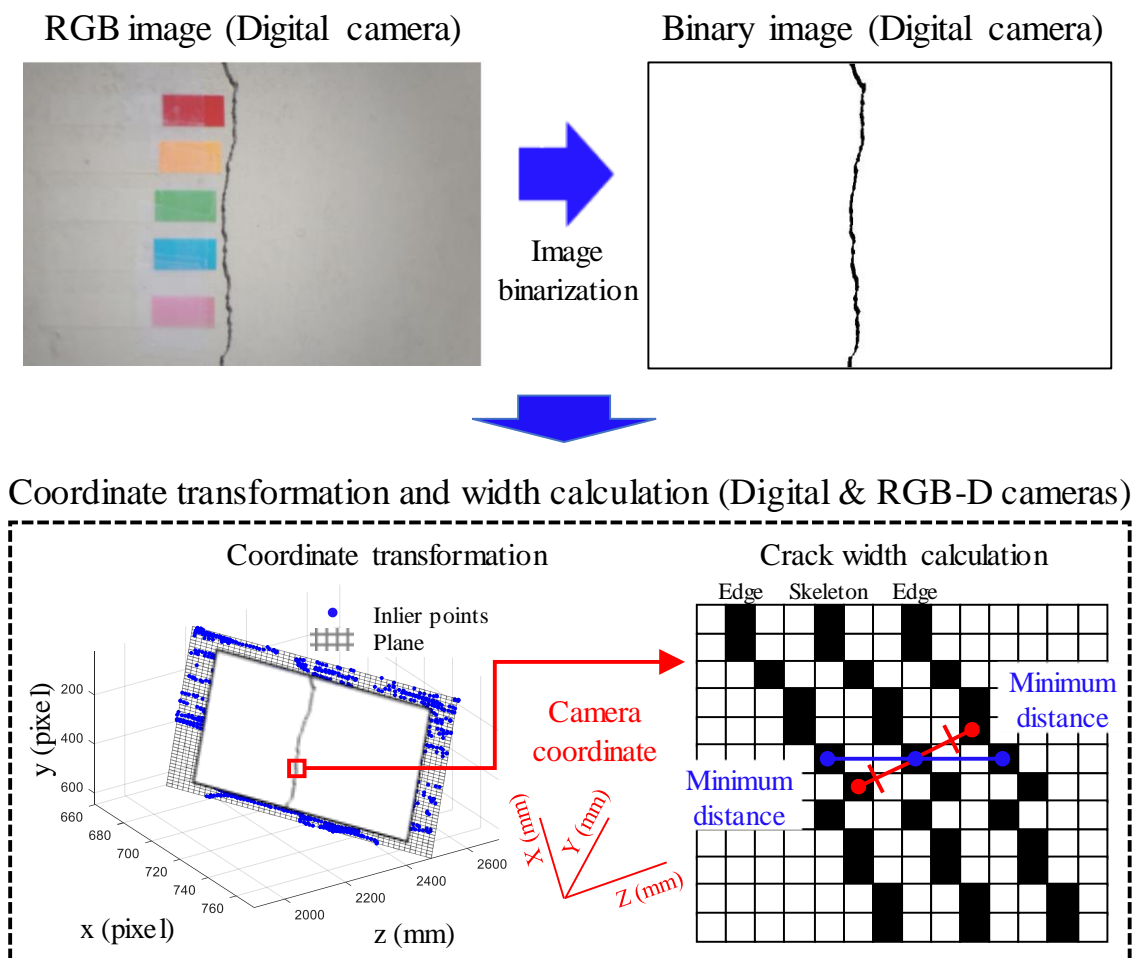 RGB image (Digital camera)
Binary image (Digital camera)
Image
binarization
Coordinate transformation and width calculation (Digital & RGB-D cameras)
Coordinate transformation
Crack width calculation
Inlier points
Plane
Edge Skeleton Edge
y (pixel)
200
400
600
660
680
700
720
740
760
x (pixel)
2000
2200
2400
2600
z (mm)
Camera
coordinate
X (mm)
Y (mm)
Z (mm)
Minimum
distance
Minimum
distance